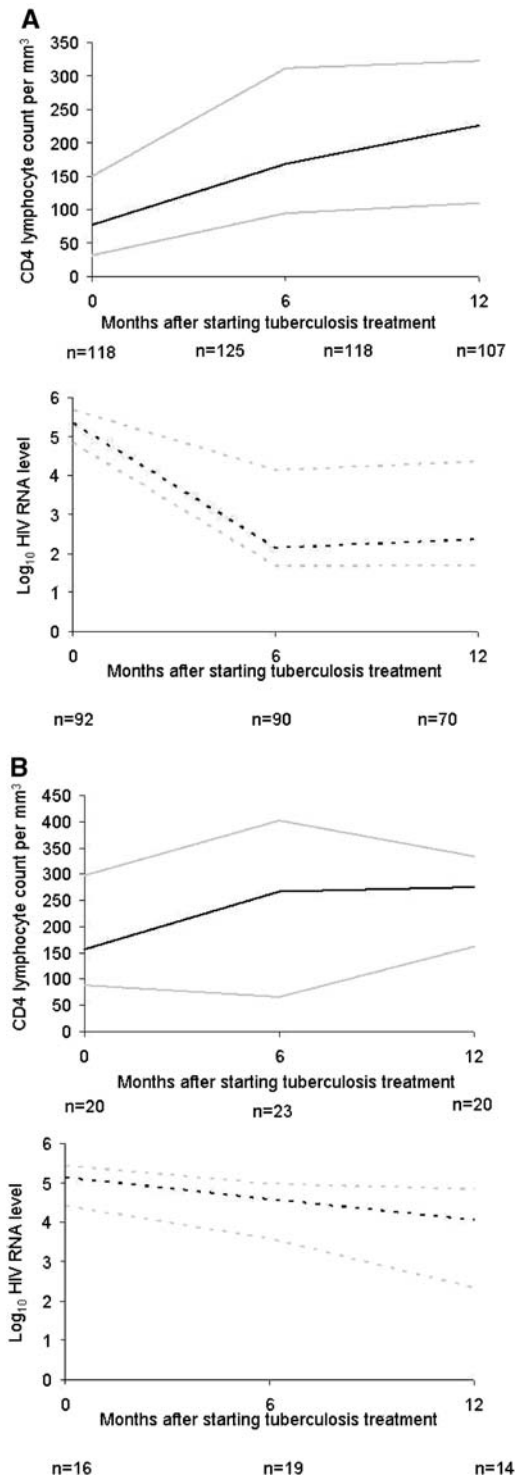 A
CD4 lymphocyte count per mm³
350
300
250
200
150
100
50
0
0 6 12
Months after starting tuberculosis treatment
n=118 n=125 n=118 n=107
Log₁₀ HIV RNA level
6
5
4
3
2
1
0
0 6 12
Months after starting tuberculosis treatment
n=92 n=90 n=70
B
CD4 lymphocyte count per mm³
450
400
350
300
250
200
150
100
50
0
0 6 12
Months after starting tuberculosis treatment
n=20 n=23 n=20
Log₁₀ HIV RNA level
6
5
4
3
2
1
0
0 6 12
Months after starting tuberculosis treatment
n=16 n=19 n=14